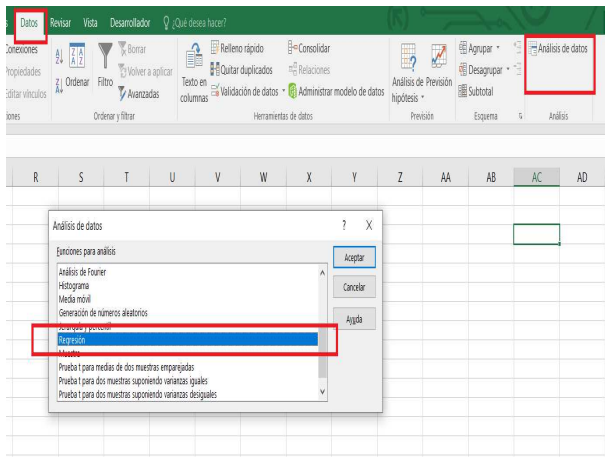 Datos Revisar Vista Desarrollador ¿Qué desea hacer?
Conexiones
Propiedades
Editar vínculos
Ordenar
Filtro
Borrar
Volver a aplicar
Avanzadas
Ordenar y filtrar
Texto en
columnas
Relleno rápido
Quitar duplicados
Validación de datos
Consolidar
Relaciones
Administrar modelo de datos
Herramientas de datos
Análisis de
hipótesis
Previsión
Previsión
Agrupar
Desagrupar
Subtotal
Esquema
Análisis de datos
Análisis
R S T U V W X Y Z AA AB AC AD
Análisis de datos ? X
Funciones para análisis
Análisis de Fourier
Histograma
Media móvil
Generación de números aleatorios
Jerarquía y percentil
Regresión
Muestra
Prueba t para medias de dos muestras emparejadas
Prueba t para dos muestras suponiendo varianzas iguales
Prueba t para dos muestras suponiendo varianzas desiguales
Aceptar
Cancelar
Ayuda